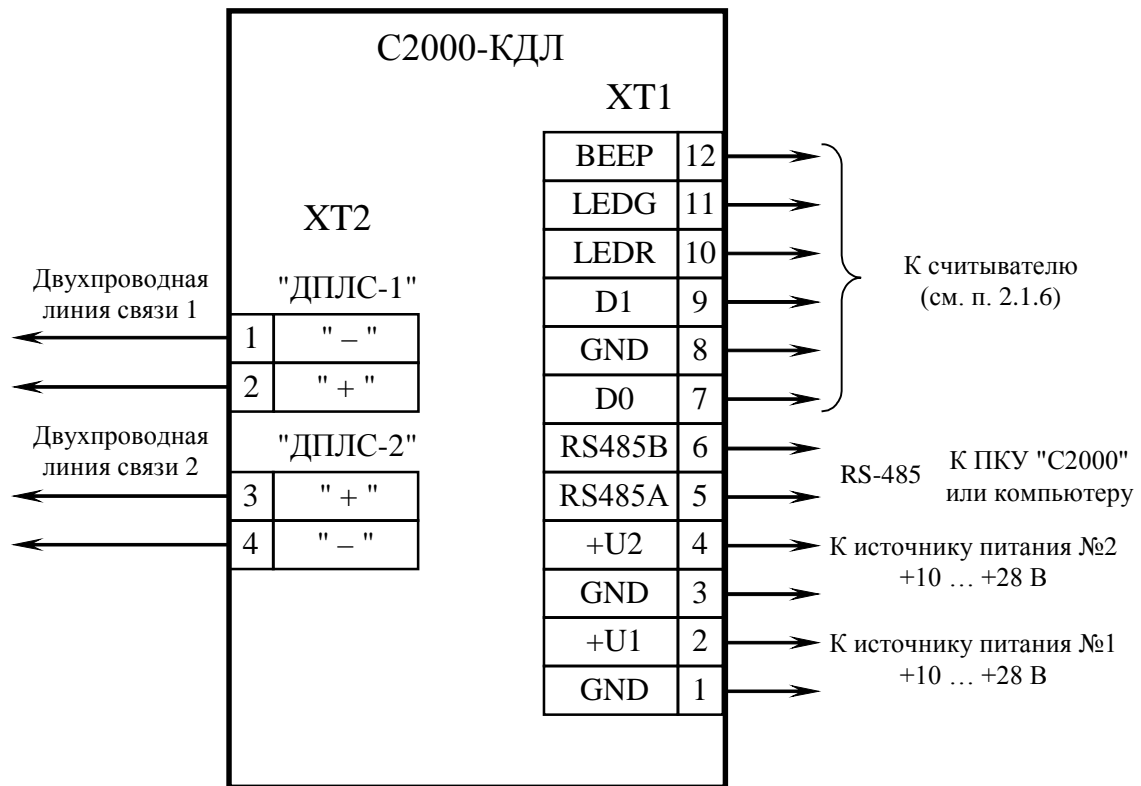 С2000-КДЛ
XT1
BEEP 12
LEDG 11
LEDR 10
D1 9
GND 8
D0 7
RS485B 6
RS485A 5
+U2 4
GND 3
+U1 2
GND 1
XT2
"ДПЛС-1"
1 " – "
2 " + "
"ДПЛС-2"
3 " + "
4 " – "
Двухпроводная
линия связи 1
Двухпроводная
линия связи 2
К считывателю
(см. п. 2.1.6)
RS-485
К ПКУ "С2000"
или компьютеру
К источнику питания №2
+10 … +28 В
К источнику питания №1
+10 … +28 В